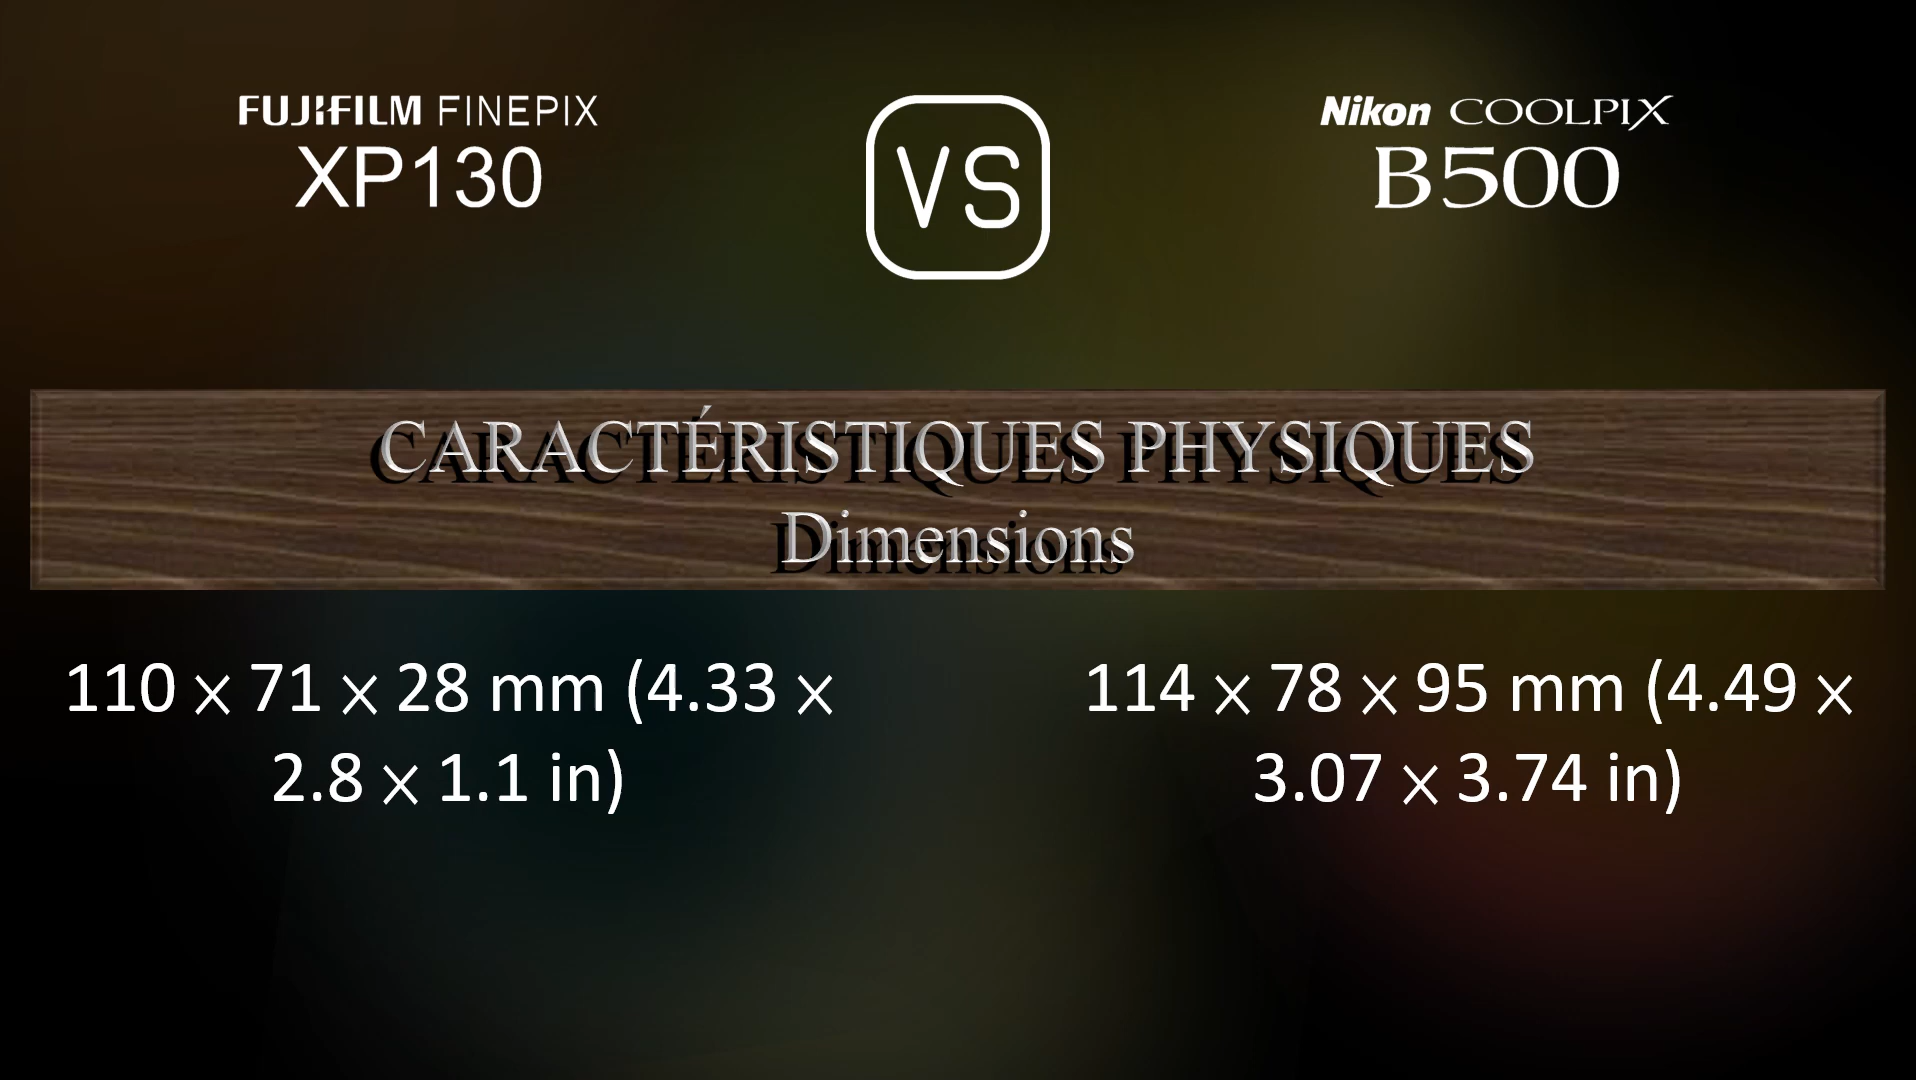 FUJIFILM FINEPIX
XP130
VS
Nikon COOLPIX
B500
CARACTÉRISTIQUES PHYSIQUES
Dimensions
110 x 71 x 28 mm (4.33 x
2.8 x 1.1 in)
114 x 78 x 95 mm (4.49 x
3.07 x 3.74 in)